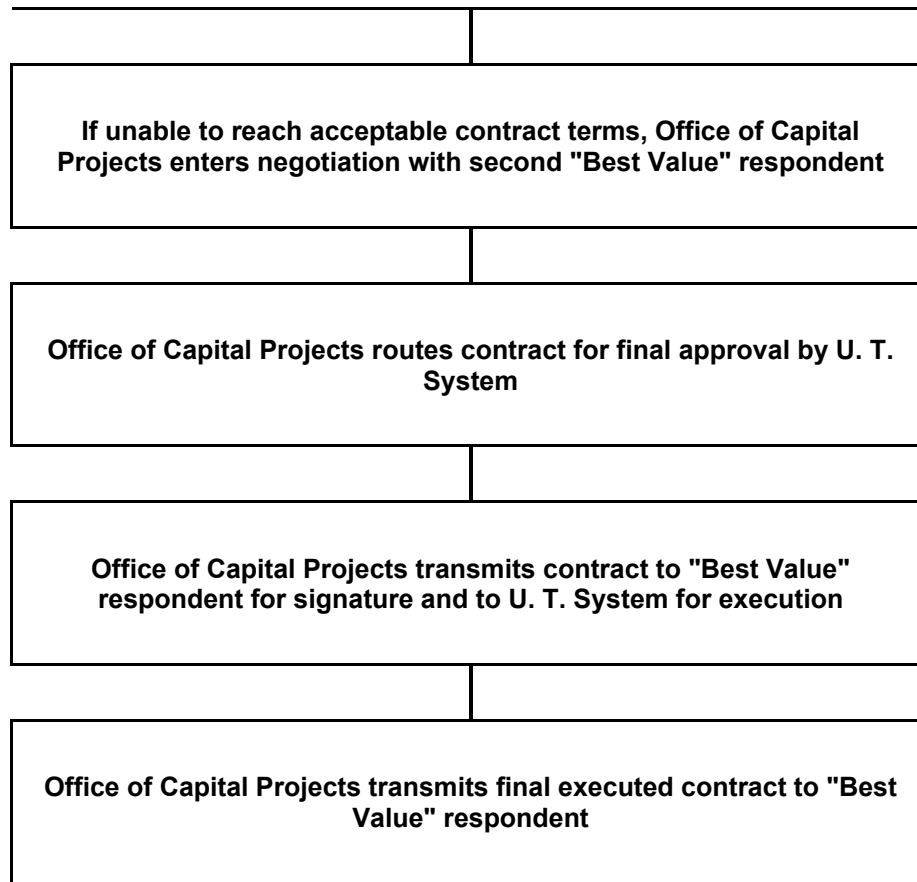 If unable to reach acceptable contract terms, Office of Capital
Projects enters negotiation with second "Best Value" respondent
Office of Capital Projects routes contract for final approval by U. T.
System
Office of Capital Projects transmits contract to "Best Value"
respondent for signature and to U. T. System for execution
Office of Capital Projects transmits final executed contract to "Best
Value" respondent